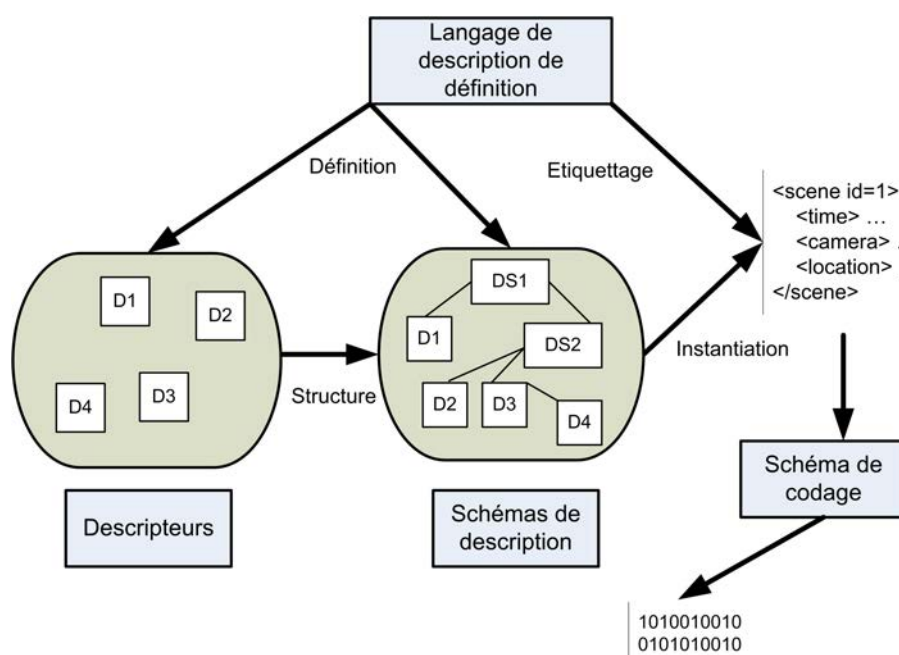 Langage de
description de
définition
Définition
Etiquettage
<scene id=1>
<time> ...
<camera> .
<location>
</scene>
DS1
D1
D2
D1
DS2
Instantiation
D4
D3
Structure
D2
D3
D4
Schéma de
codage
Descripteurs
Schémas de
description
1010010010
0101010010